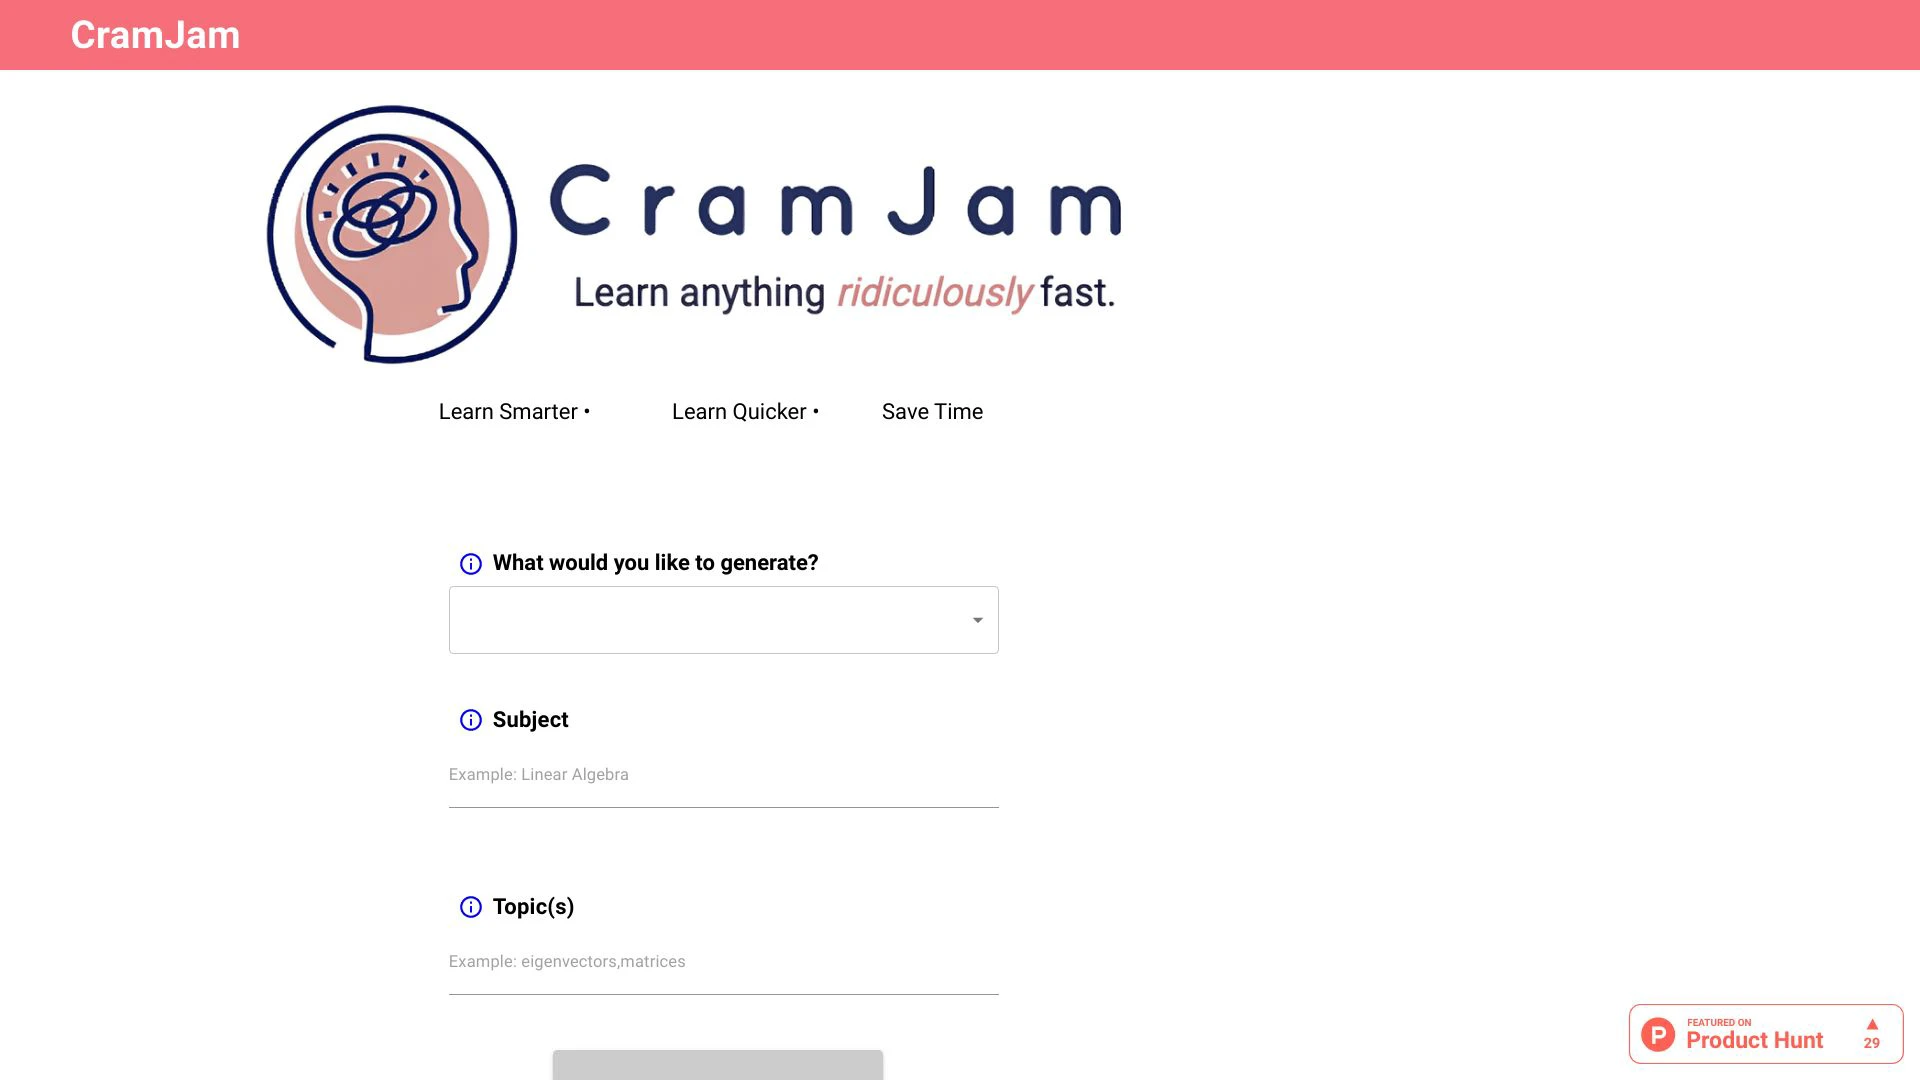 CramJam
CramJam
Learn anything ridiculously fast.
Learn Smarter •
Learn Quicker •
Save Time
What would you like to generate?
Subject
Example: Linear Algebra
Topic(s)
Example: eigenvectors,matrices
P
FEATURED ON
Product Hunt
▲
29